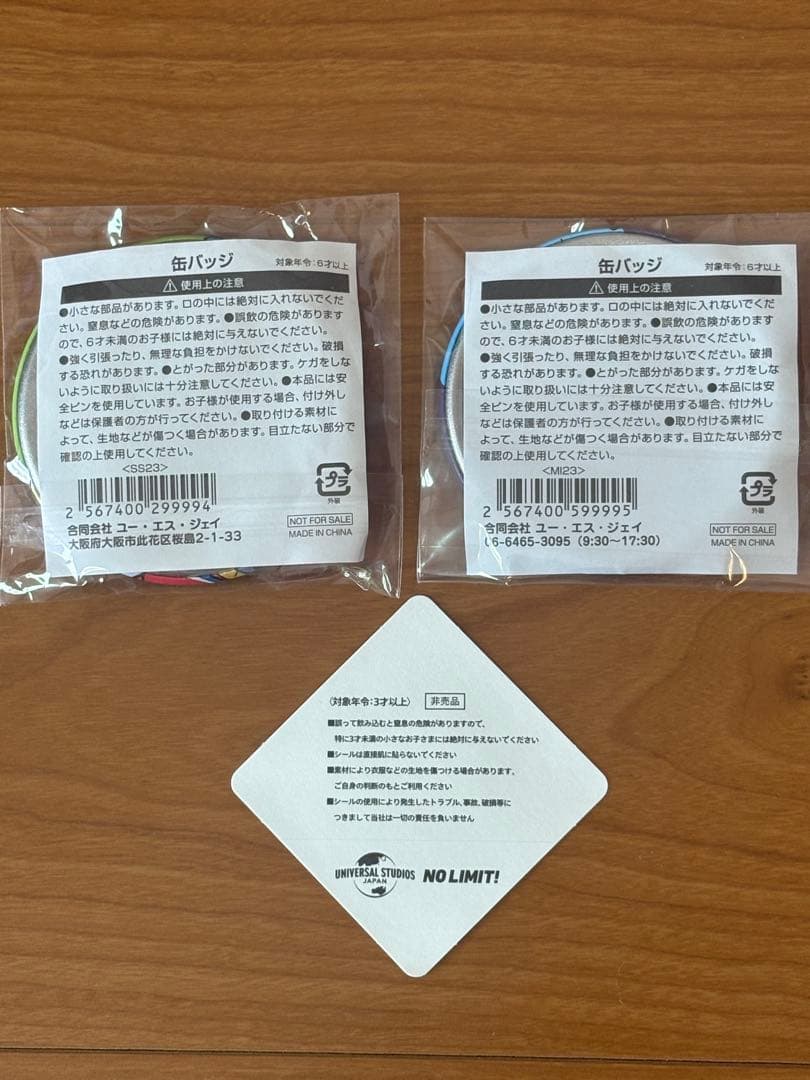 缶バッジ 対象年令:6才以上
⚠ 使用上の注意
●小さな部品があります。口の中には絶対に入れないでくだ
さい。窒息などの危険があります。●誤飲の危険があります
ので、6才未満のお子様には絶対に与えないでください。
●強く引張ったり、無理な負担をかけないでください。破損
する恐れがあります。●とがった部分があります。ケガをしな
いように取り扱いには十分注意してください。●本品には安
全ピンを使用しています。お子様が使用する場合、付け外し
などは保護者の方が行ってください。●取り付ける素材に
よって、生地などが傷つく場合があります。目立たない部分で
確認の上使用してください。
<SS23>
2 567400 299994
プラ
外装
合同会社 ユー・エス・ジェイ
大阪府大阪市此花区桜島2-1-33
NOT FOR SALE
MADE IN CHINA
缶バッジ 対象年令:6才以上
⚠ 使用上の注意
●小さな部品があります。口の中には絶対に入れないでくだ
さい。窒息などの危険があります。●誤飲の危険があります
ので、6才未満のお子様には絶対に与えないでください。
●強く引張ったり、無理な負担をかけないでください。破損
する恐れがあります。●とがった部分があります。ケガをしな
いように取り扱いには十分注意してください。●本品には安
全ピンを使用しています。お子様が使用する場合、付け外し
などは保護者の方が行ってください。●取り付ける素材に
よって、生地などが傷つく場合があります。目立たない部分で
確認の上使用してください。
<MI23>
2 567400 599995
プラ
外装
合同会社 ユー・エス・ジェイ
06-6465-3095(9:30~17:30)
NOT FOR SALE
MADE IN CHINA
〈対象年令:3才以上〉 非売品
■誤って飲み込むと窒息の危険がありますので、
特に3才未満の小さなお子さまには絶対に与えないでください
■シールは直接肌に貼らないでください
■素材により衣服などの生地を傷つける場合があります、
ご自身の判断のもとご利用ください
■シールの使用により発生したトラブル、事故、破損等に
つきまして当社は一切の責任を負いません
UNIVERSAL STUDIOS
JAPAN
NO LIMIT!